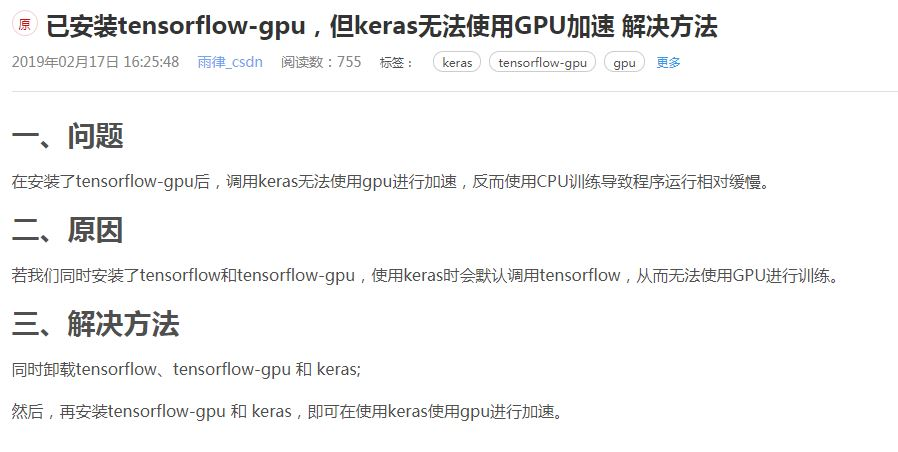 原 已安装tensorflow-gpu，但keras无法使用GPU加速 解决方法
2019年02月17日 16:25:48 雨律_csdn 阅读数：755 标签： keras tensorflow-gpu gpu 更多
一、问题
在安装了tensorflow-gpu后，调用keras无法使用gpu进行加速，反而使用CPU训练导致程序运行相对缓慢。
二、原因
若我们同时安装了tensorflow和tensorflow-gpu，使用keras时会默认调用tensorflow，从而无法使用GPU进行训练。
三、解决方法
同时卸载tensorflow、tensorflow-gpu 和 keras;
然后，再安装tensorflow-gpu 和 keras，即可在使用keras使用gpu进行加速。